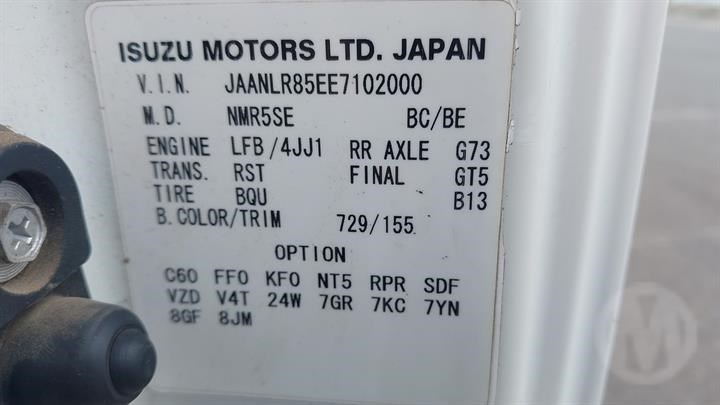 ISUZU MOTORS LTD. JAPAN
V.I.N. JAANLR85EE7102000
M.D. NMR5SE BC/BE
ENGINE LFB/4JJ1 RR AXLE G73
TRANS. RST FINAL GT5
TIRE BQU B13
B.COLOR/TRIM 729/155
OPTION
C60 FF0 KF0 NT5 RPR SDF
VZD V4T 24W 7GR 7KC 7YN
8GF 8JM
M